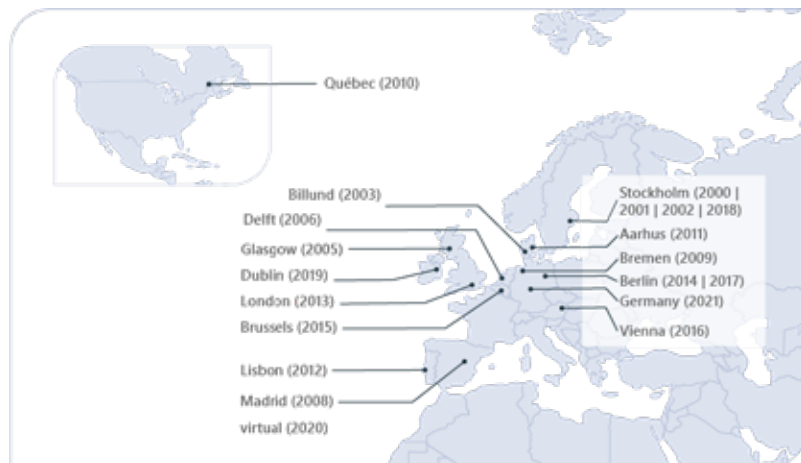 Québec (2010)
Billund (2003)
Delft (2006)
Glasgow (2005)
Dublin (2019)
London (2013)
Brussels (2015)
Lisbon (2012)
Madrid (2008)
virtual (2020)
Stockholm (2000 |
2001 | 2002 | 2018)
Aarhus (2011)
Bremen (2009)
Berlin (2014 | 2017)
Germany (2021)
Vienna (2016)